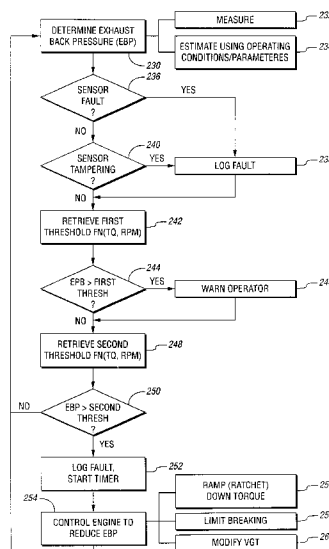 DETERMINE EXHAUST
BACK PRESSURE (EBP)
230
MEASURE
ESTIMATE USING OPERATING
CONDITIONS/PARAMETERES
236
SENSOR
FAULT
?
YES
NO
240
SENSOR
TAMPERING
?
YES
LOG FAULT
NO
RETRIEVE FIRST
THRESHOLD FN(TQ, RPM)
242
244
EPB > FIRST
THRESH
?
YES
WARN OPERATOR
NO
RETRIEVE SECOND
THRESHOLD FN(TQ, RPM)
248
250
NO
EBP > SECOND
THRESH
?
YES
LOG FAULT,
START TIMER
252
254
CONTROL ENGINE TO
REDUCE EBP
RAMP (RATCHET)
DOWN TORQUE
LIMIT BREAKING
MODIFY VGT